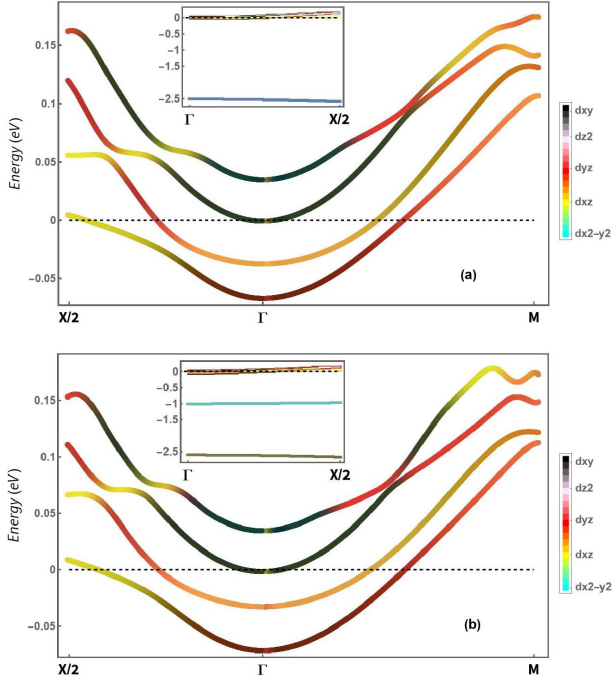 0.15
0.1
0.05
0
−0.05
Energy (eV)
0
−0.5
−1
−1.5
−2.5
Γ
X/2
(a)
X/2
Γ
M
dxy
dz2
dyz
dyz
dxz
dx2−y2
0.15
0.1
0.05
0
−0.05
Energy (eV)
0
−1
−2.5
Γ
X/2
(b)
X/2
Γ
M
dxy
dz2
dyz
dxz
dx2−y2